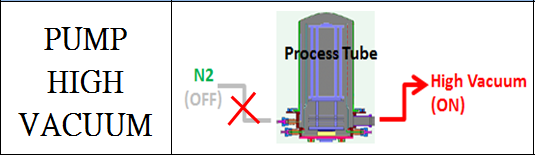 PUMP
HIGH
VACUUM
Process Tube
N2
(OFF)
High Vacuum
(ON)